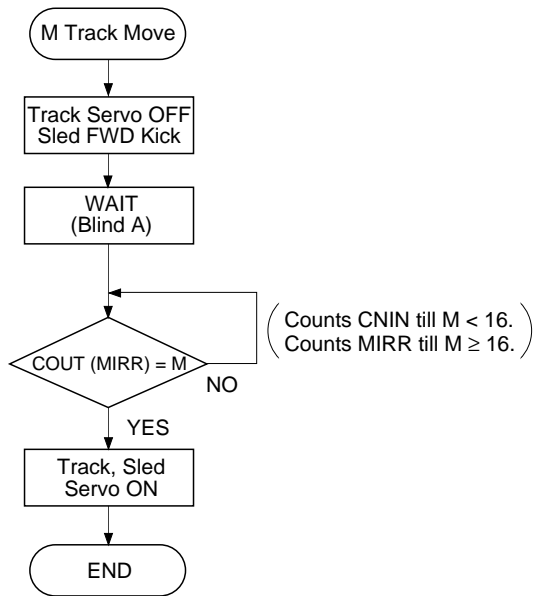 M Track Move
Track Servo OFF
Sled FWD Kick
WAIT
(Blind A)
Counts CNIN till M < 16.
Counts MIRR till M ≥ 16.
COUT (MIRR) = M
NO
YES
Track, Sled
Servo ON
END